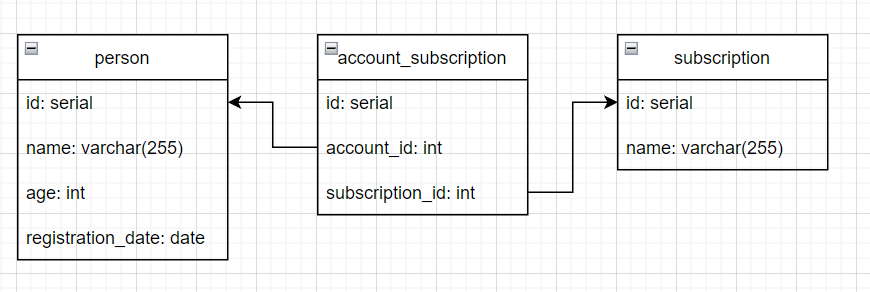 person
id: serial
name: varchar(255)
age: int
registration_date: date
account_subscription
id: serial
account_id: int
subscription_id: int
subscription
id: serial
name: varchar(255)